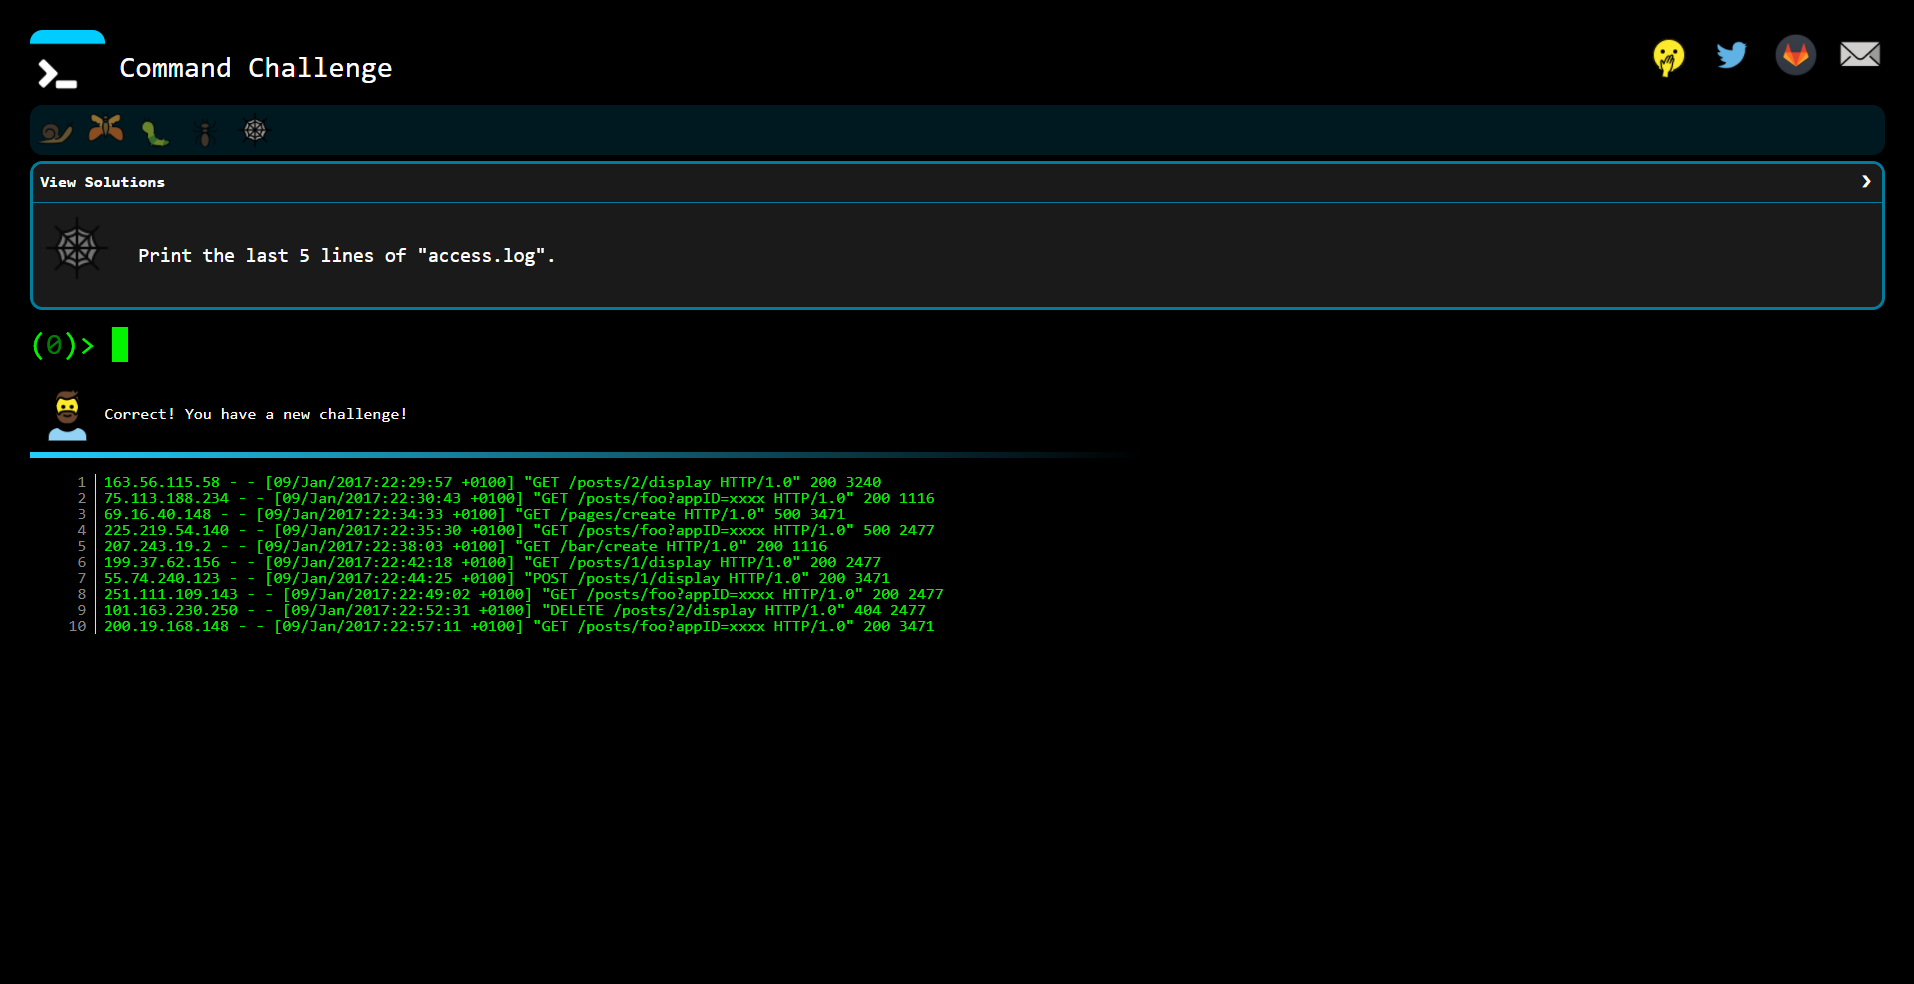 Command Challenge
View Solutions
Print the last 5 lines of "access.log".
(0)>
Correct! You have a new challenge!
1 163.56.115.58 - - [09/Jan/2017:22:29:57 +0100] "GET /posts/2/display HTTP/1.0" 200 3240
2 75.113.188.234 - - [09/Jan/2017:22:30:43 +0100] "GET /posts/foo?appID=xxxx HTTP/1.0" 200 1116
3 69.16.40.148 - - [09/Jan/2017:22:34:33 +0100] "GET /pages/create HTTP/1.0" 500 3471
4 225.219.54.140 - - [09/Jan/2017:22:35:30 +0100] "GET /posts/foo?appID=xxxx HTTP/1.0" 500 2477
5 207.243.19.2 - - [09/Jan/2017:22:38:03 +0100] "GET /bar/create HTTP/1.0" 200 1116
6 199.37.62.156 - - [09/Jan/2017:22:42:18 +0100] "GET /posts/1/display HTTP/1.0" 200 2477
7 55.74.240.123 - - [09/Jan/2017:22:44:25 +0100] "POST /posts/1/display HTTP/1.0" 200 3471
8 251.111.109.143 - - [09/Jan/2017:22:49:02 +0100] "GET /posts/foo?appID=xxxx HTTP/1.0" 200 2477
9 101.163.230.250 - - [09/Jan/2017:22:52:31 +0100] "DELETE /posts/2/display HTTP/1.0" 404 2477
10 200.19.168.148 - - [09/Jan/2017:22:57:11 +0100] "GET /posts/foo?appID=xxxx HTTP/1.0" 200 3471